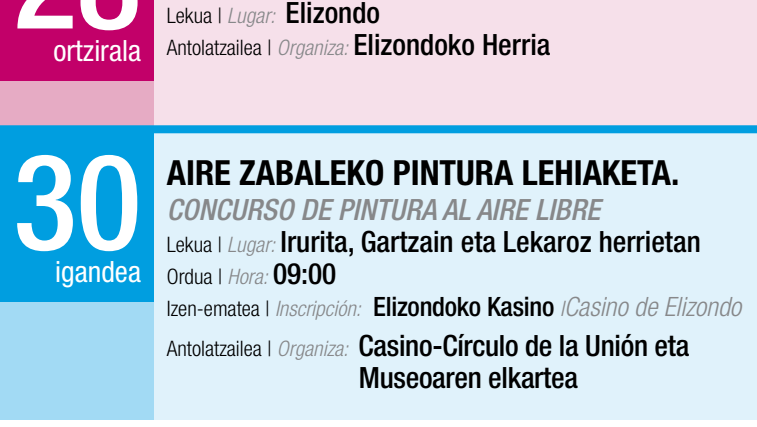 28
ortzirala
Lekua | Lugar: Elizondo
Antolatzailea | Organiza: Elizondoko Herria
30
igandea
AIRE ZABALEKO PINTURA LEHIAKETA.
CONCURSO DE PINTURA AL AIRE LIBRE
Lekua | Lugar: Irurita, Gartzain eta Lekaroz herrietan
Ordua | Hora: 09:00
Izen-ematea | Inscripción: Elizondoko Kasino |Casino de Elizondo
Antolatzailea | Organiza: Casino-Círculo de la Unión eta
Museoaren elkartea